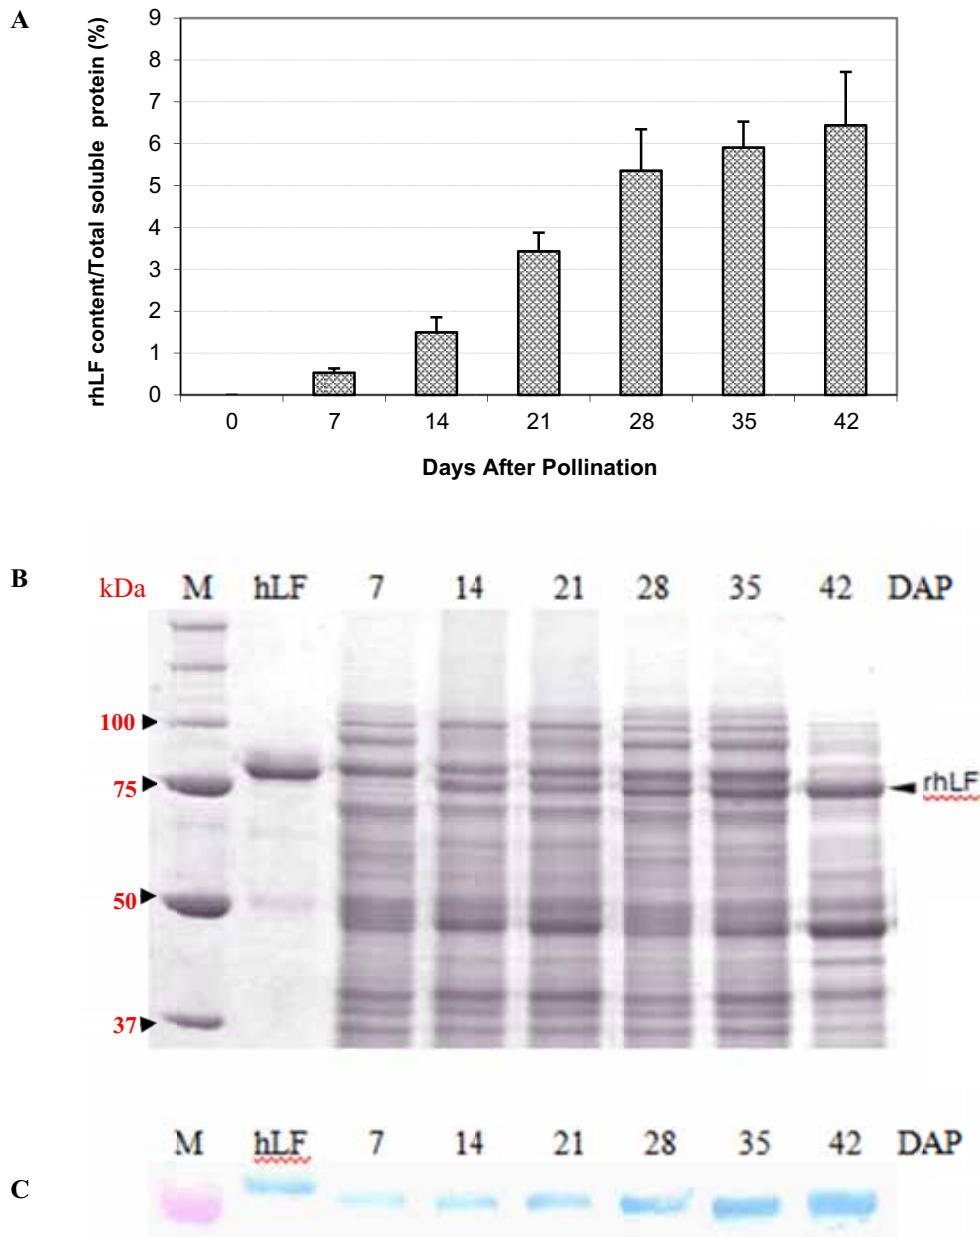 A
rhLF content/Total soluble protein (%)
9
8
7
6
5
4
3
2
1
0
0 7 14 21 28 35 42
Days After Pollination
B
kDa M hLF 7 14 21 28 35 42 DAP
100
75
rhLF
50
37
M hLF 7 14 21 28 35 42 DAP
C